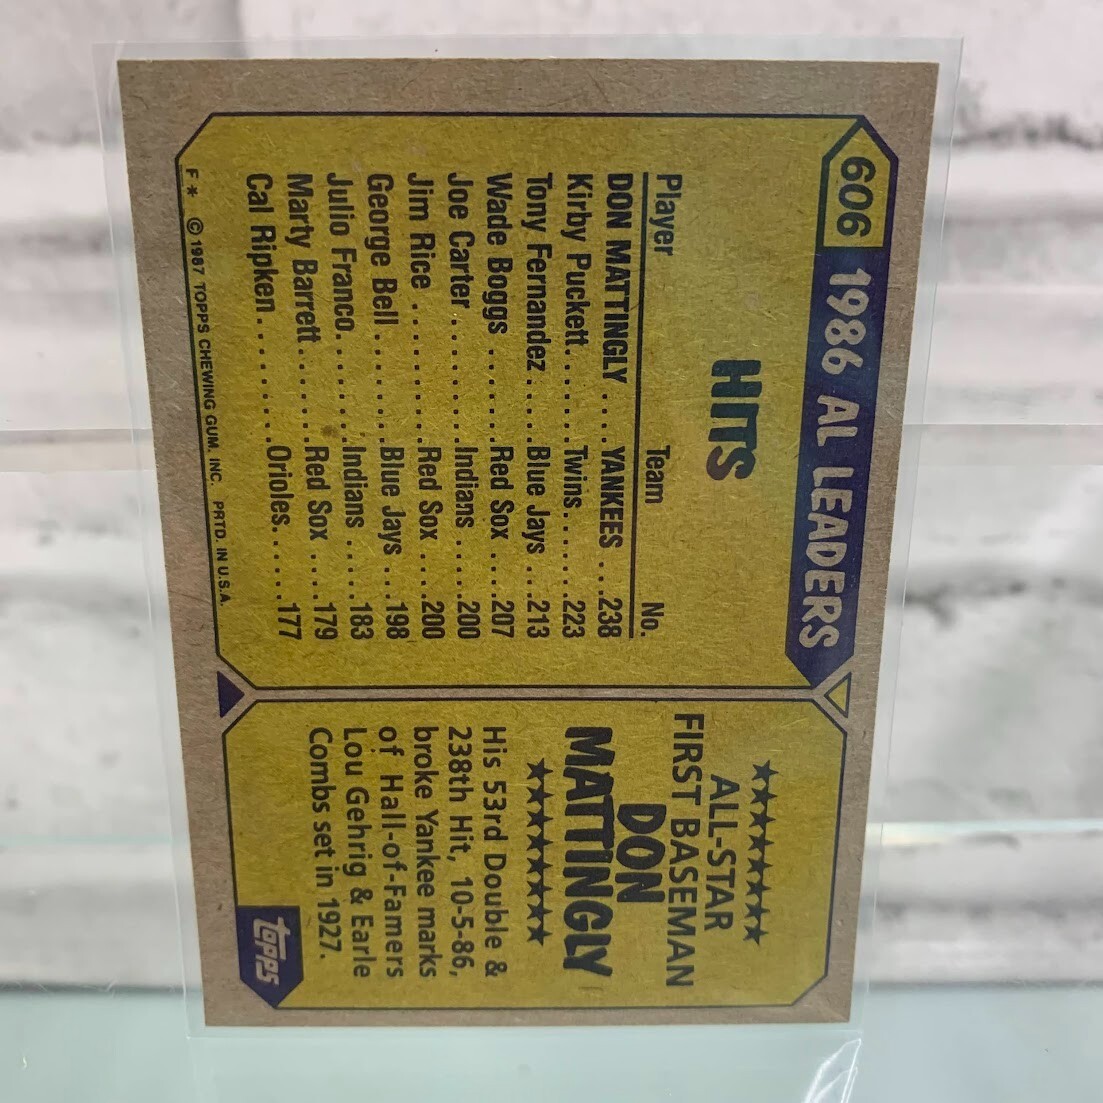 606 1986 AL LEADERS
HITS
Player Team No.
DON MATTINGLY ..... YANKEES ...238
Kirby Puckett.......Twins.......223
Tony Fernandez .....Blue Jays ...213
Wade Boggs .......Red Sox ....207
Joe Carter..........Indians .....200
Jim Rice ...........Red Sox ....200
George Bell.........Blue Jays ...198
Julio Franco.........Indians .....183
Marty Barrett .......Red Sox ....179
Cal Ripken..........Orioles......177
F* © 1987 TOPPS CHEWING GUM, INC. PRTD. IN U.S.A.
★★★★★★★★
ALL-STAR
FIRST BASEMAN
DON
MATTINGLY
★★★★★★★★
His 53rd Double &
238th Hit, 10-5-86,
broke Yankee marks
of Hall-of-Famers
Lou Gehrig & Earle
Combs set in 1927.
topps